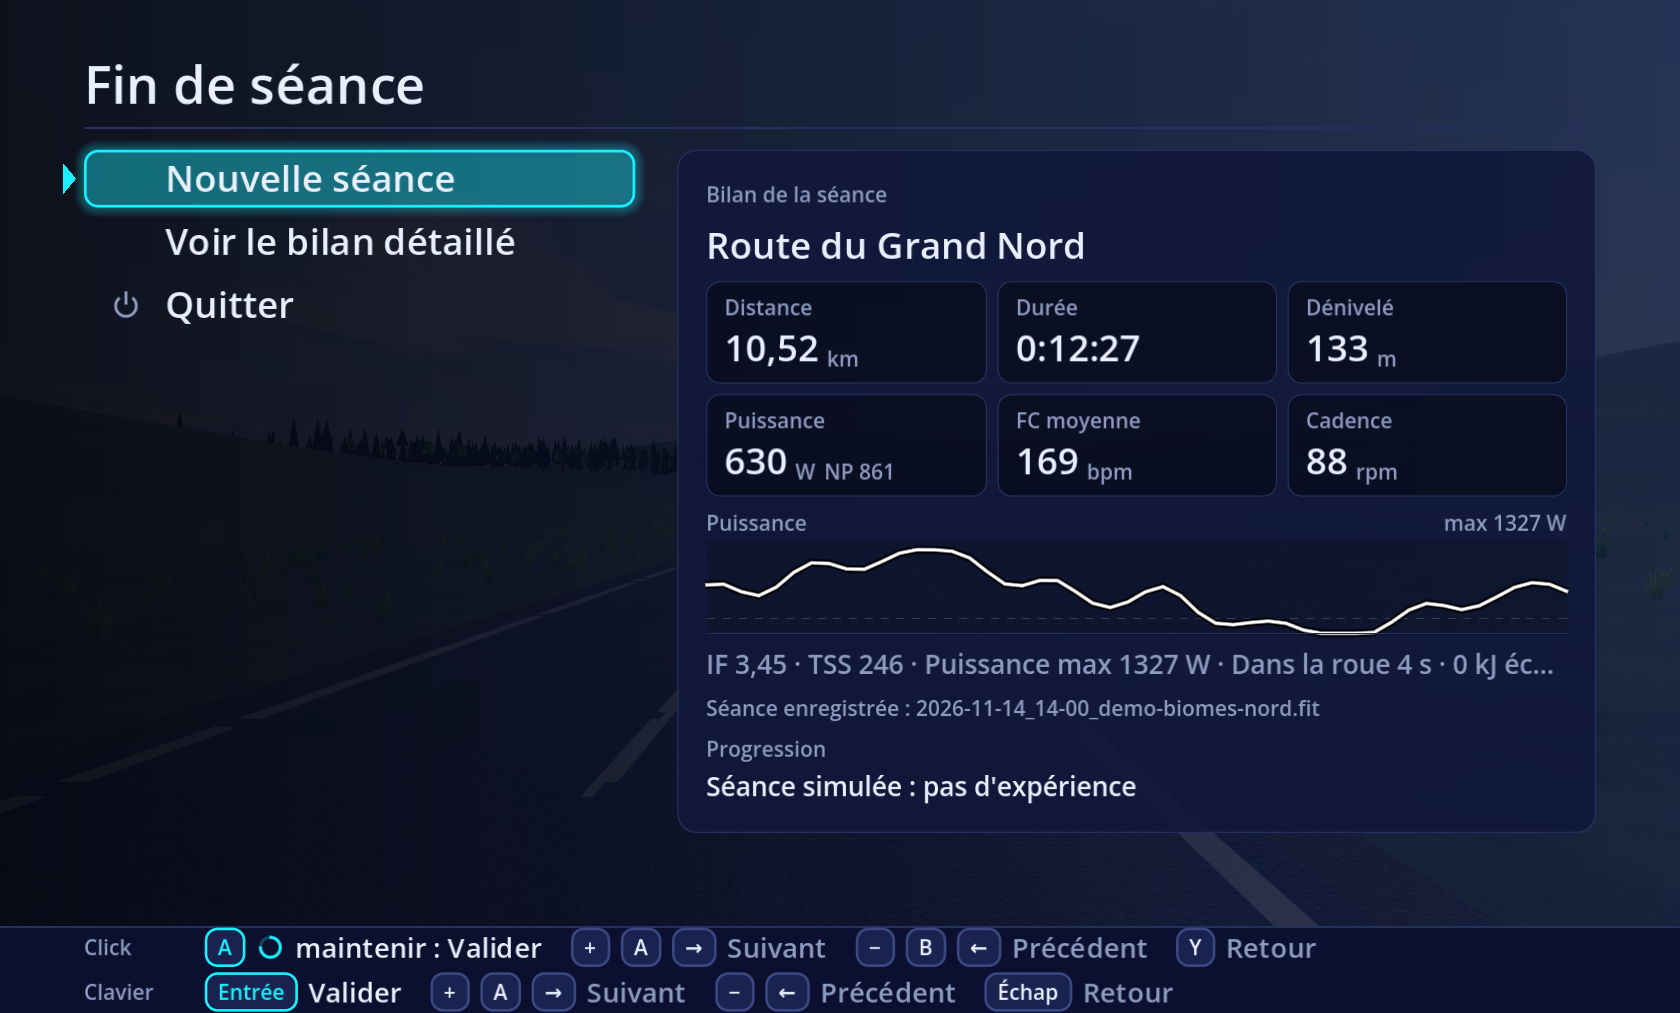 Fin de séance
Nouvelle séance
Voir le bilan détaillé
Quitter
Bilan de la séance
Route du Grand Nord
Distance
10,52 km
Durée
0:12:27
Dénivelé
133 m
Puissance
630 W NP 861
FC moyenne
169 bpm
Cadence
88 rpm
Puissance max 1327 W
IF 3,45 · TSS 246 · Puissance max 1327 W · Dans la roue 4 s · 0 kJ éc...
Séance enregistrée : 2026-11-14_14-00_demo-biomes-nord.fit
Progression
Séance simulée : pas d'expérience
Click A maintenir : Valider + A → Suivant − B ← Précédent Y Retour
Clavier Entrée Valider + A → Suivant − ← Précédent Échap Retour